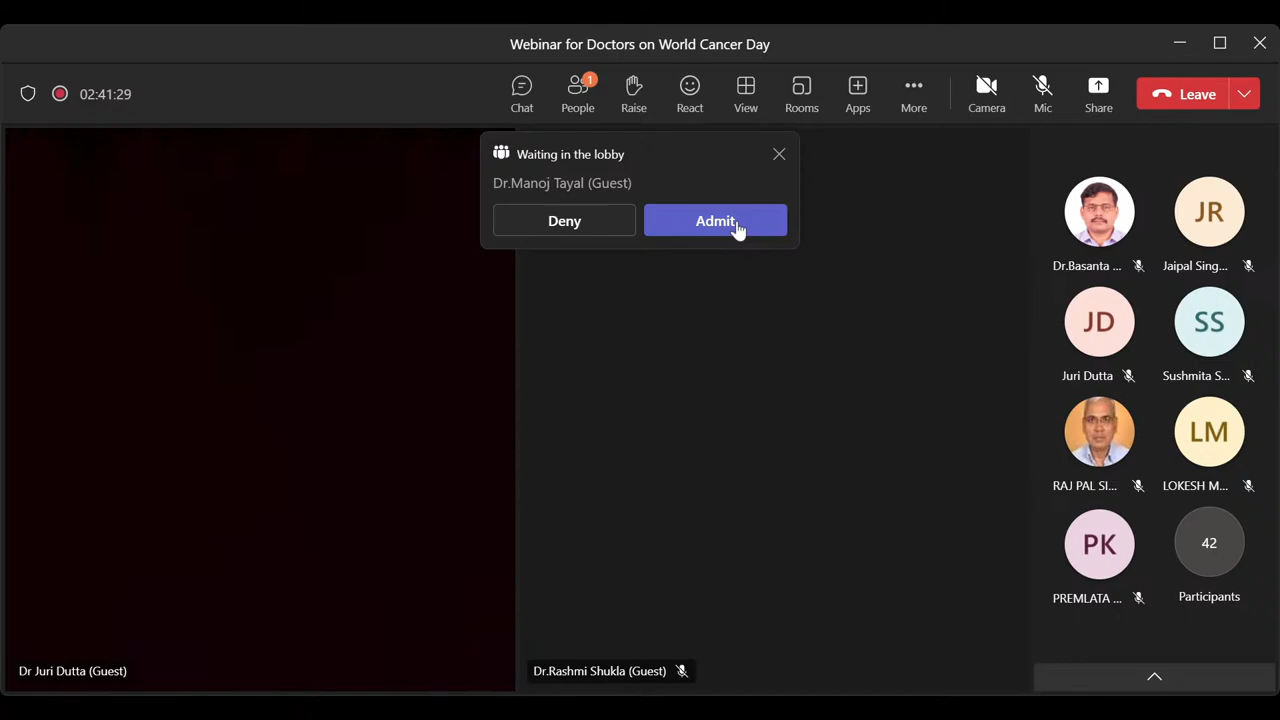 Webinar for Doctors on World Cancer Day
02:41:29
Chat
People
1
Raise
React
View
Rooms
Apps
More
Camera
Mic
Share
Leave
Waiting in the lobby
Dr.Manoj Tayal (Guest)
Deny
Admit
Dr.Basanta ...
JR
Jaipal Sing...
JD
Juri Dutta
SS
Sushmita S...
RAJ PAL SI...
LM
LOKESH M...
PK
PREMLATA ...
42
Participants
Dr Juri Dutta (Guest)
Dr.Rashmi Shukla (Guest)